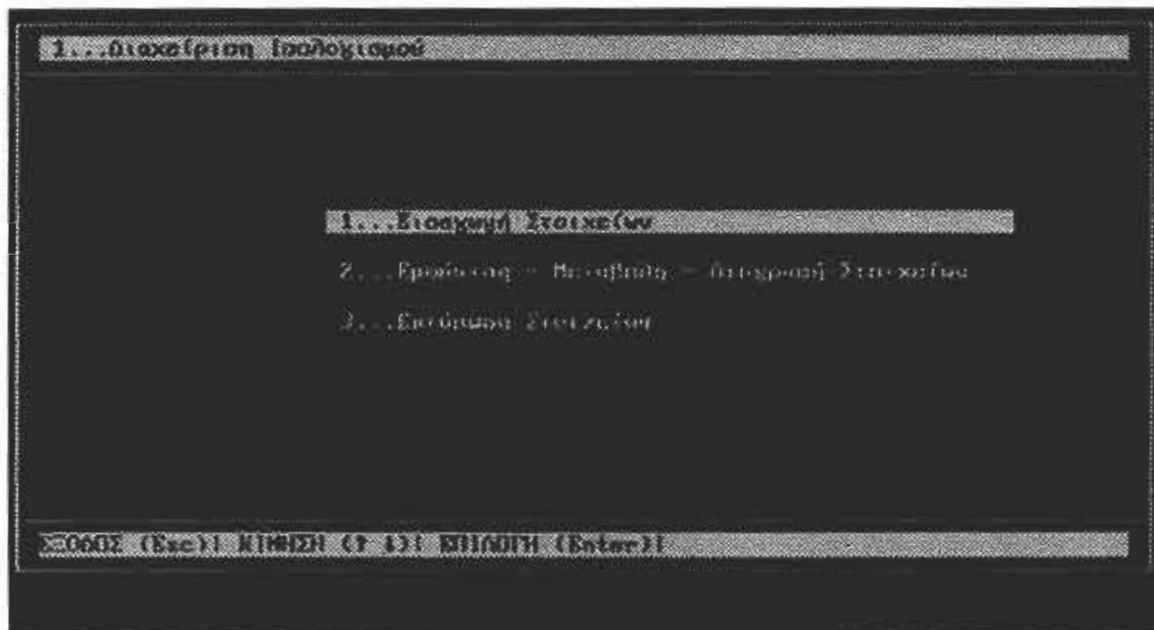 1...Διαχείριση Ισολογισμού
1...Εισαγωγή Στοιχείων
2...Εμφάνιση - Μεταβολή - Διαγραφή Στοιχείων
3...Εκτύπωση Στοιχείων
ΕΞΟΔΟΣ (Esc)| ΚΙΝΗΣΗ (↑ ↓)| ΕΠΙΛΟΓΗ (Enter)|